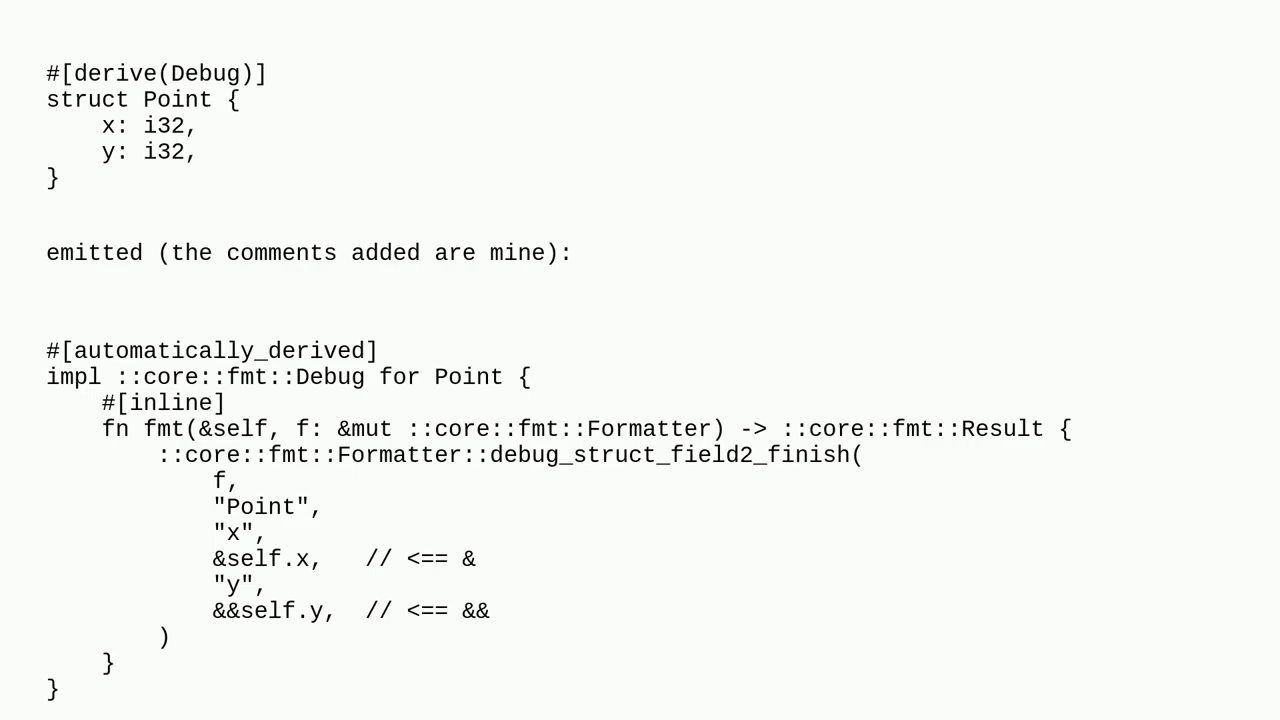 #[derive(Debug)]
struct Point {
    x: i32,
    y: i32,
}
emitted (the comments added are mine):
#[automatically_derived]
impl ::core::fmt::Debug for Point {
    #[inline]
    fn fmt(&self, f: &mut ::core::fmt::Formatter) -> ::core::fmt::Result {
        ::core::fmt::Formatter::debug_struct_field2_finish(
            f,
            "Point",
            "x",
            &self.x,   // <== &
            "y",
            &&self.y,  // <== &&
        )
    }
}